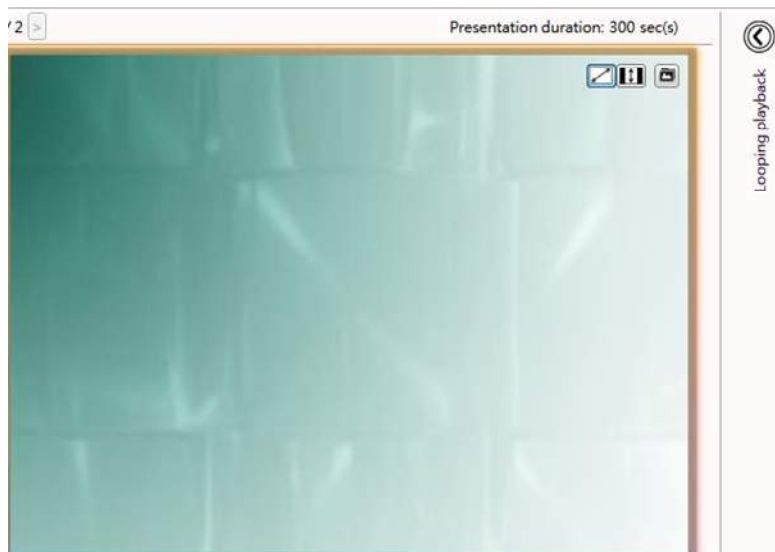 / 2 >
Presentation duration: 300 sec(s)
Looping playback